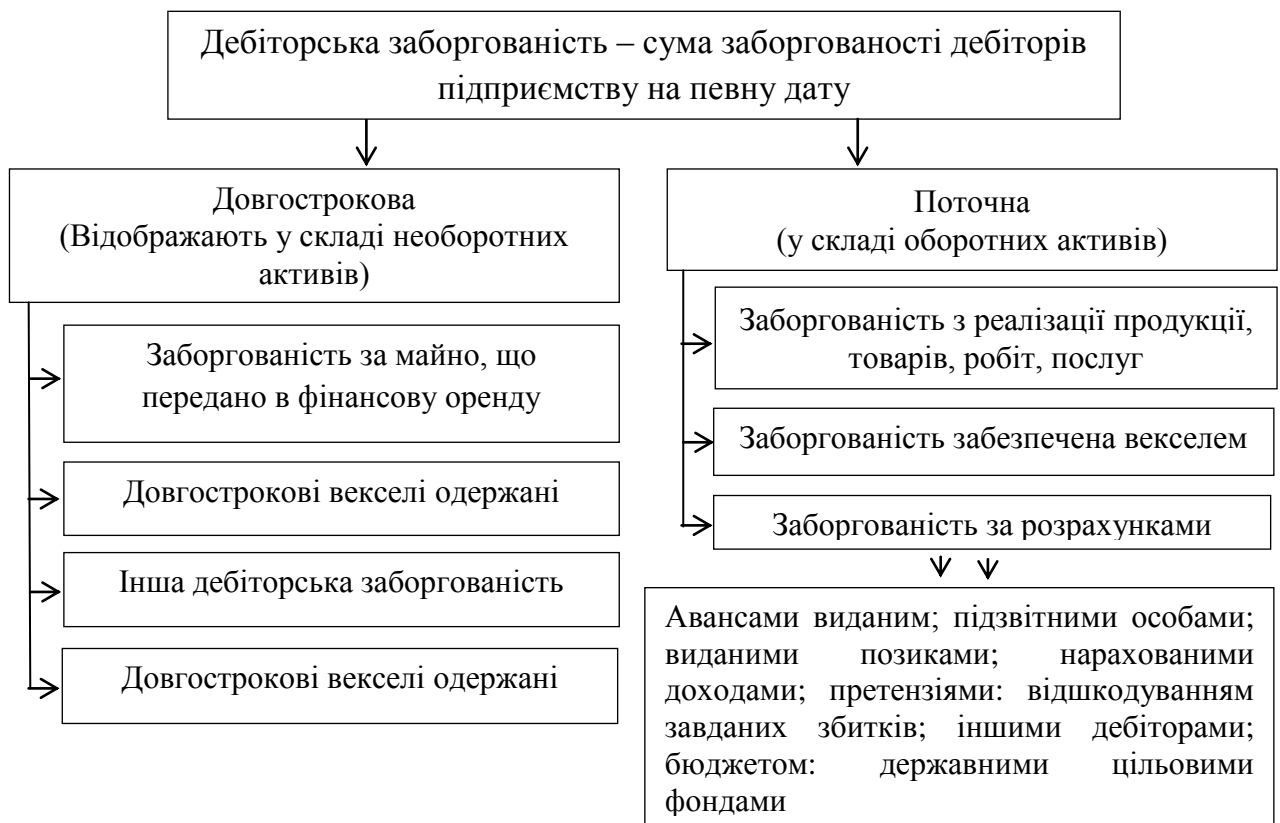 Дебіторська заборгованість – сума заборгованості дебіторів
підприємству на певну дату
Довгострокова
(Відображають у складі необоротних
активів)
Заборгованість за майно, що
передано в фінансову оренду
Довгострокові векселі одержані
Інша дебіторська заборгованість
Довгострокові векселі одержані
Поточна
(у складі оборотних активів)
Заборгованість з реалізації продукції,
товарів, робіт, послуг
Заборгованість забезпечена векселем
Заборгованість за розрахунками
Авансами виданим; підзвітними особами;
виданими позиками; нарахованими
доходами; претензіями: відшкодуванням
завданих збитків; іншими дебіторами;
бюджетом: державними цільовими
фондами